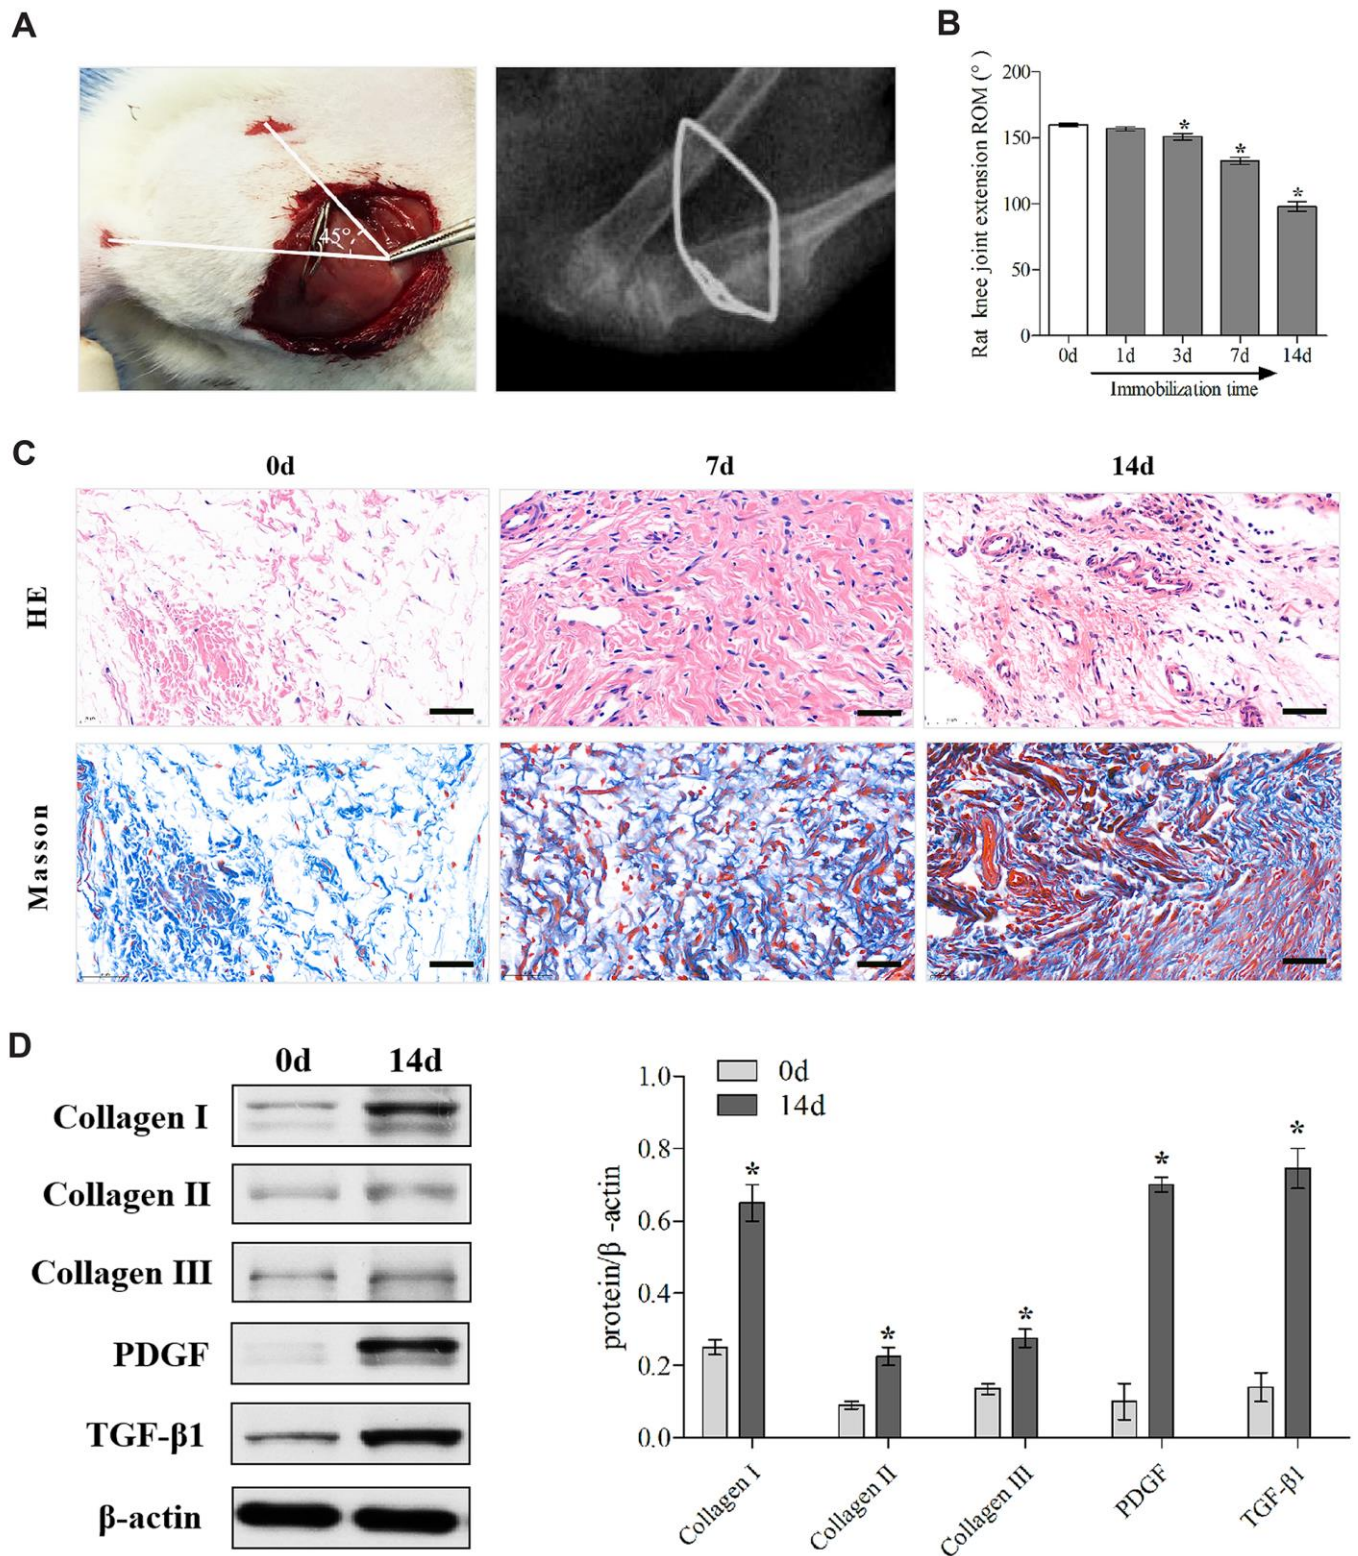 A
45°
B
Rat knee joint extension ROM (°)
200
150
100
50
0
*
*
*
0d 1d 3d 7d 14d
Immobilization time
C
0d 7d 14d
HE
Masson
D
0d 14d
Collagen I
Collagen II
Collagen III
PDGF
TGF-β1
β-actin
0d
14d
protein/β -actin
1.0
0.8
0.6
0.4
0.2
0.0
*
*
*
*
*
Collagen I
Collagen II
Collagen III
PDGF
TGF-β1